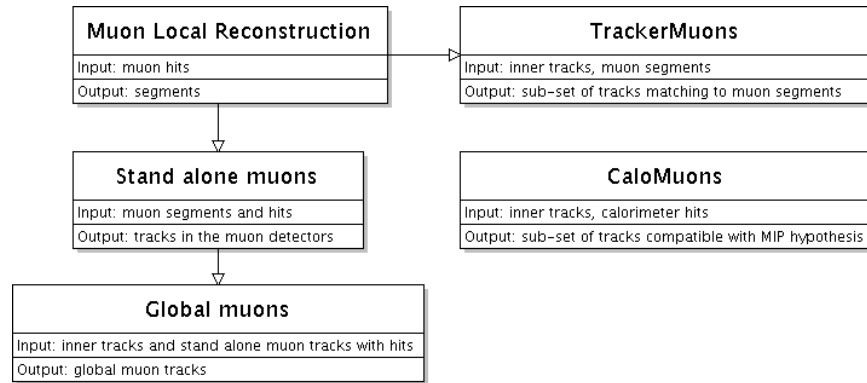 Muon Local Reconstruction
Input: muon hits
Output: segments
TrackerMuons
Input: inner tracks, muon segments
Output: sub-set of tracks matching to muon segments
Stand alone muons
Input: muon segments and hits
Output: tracks in the muon detectors
CaloMuons
Input: inner tracks, calorimeter hits
Output: sub-set of tracks compatible with MIP hypothesis
Global muons
Input: inner tracks and stand alone muon tracks with hits
Output: global muon tracks